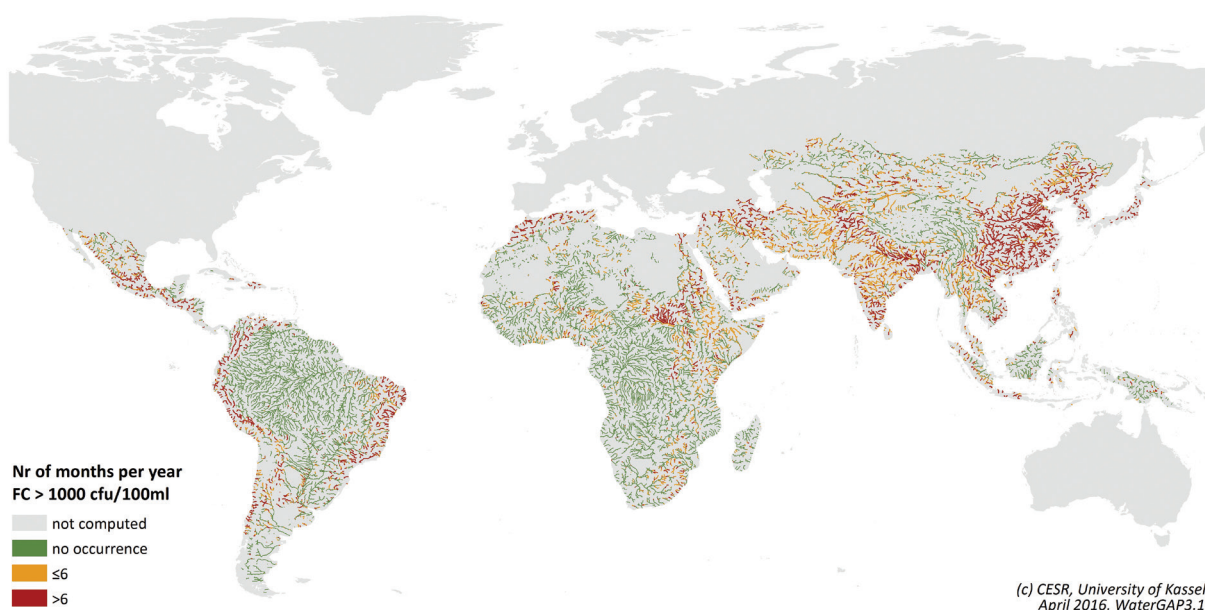 Nr of months per year
FC > 1000 cfu/100ml
not computed
no occurrence
≤6
>6
(c) CESR, University of Kassel
April 2016, WaterGAP3.1